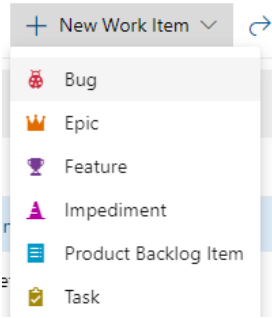 New Work Item
Bug
Epic
Feature
Impediment
Product Backlog Item
Task